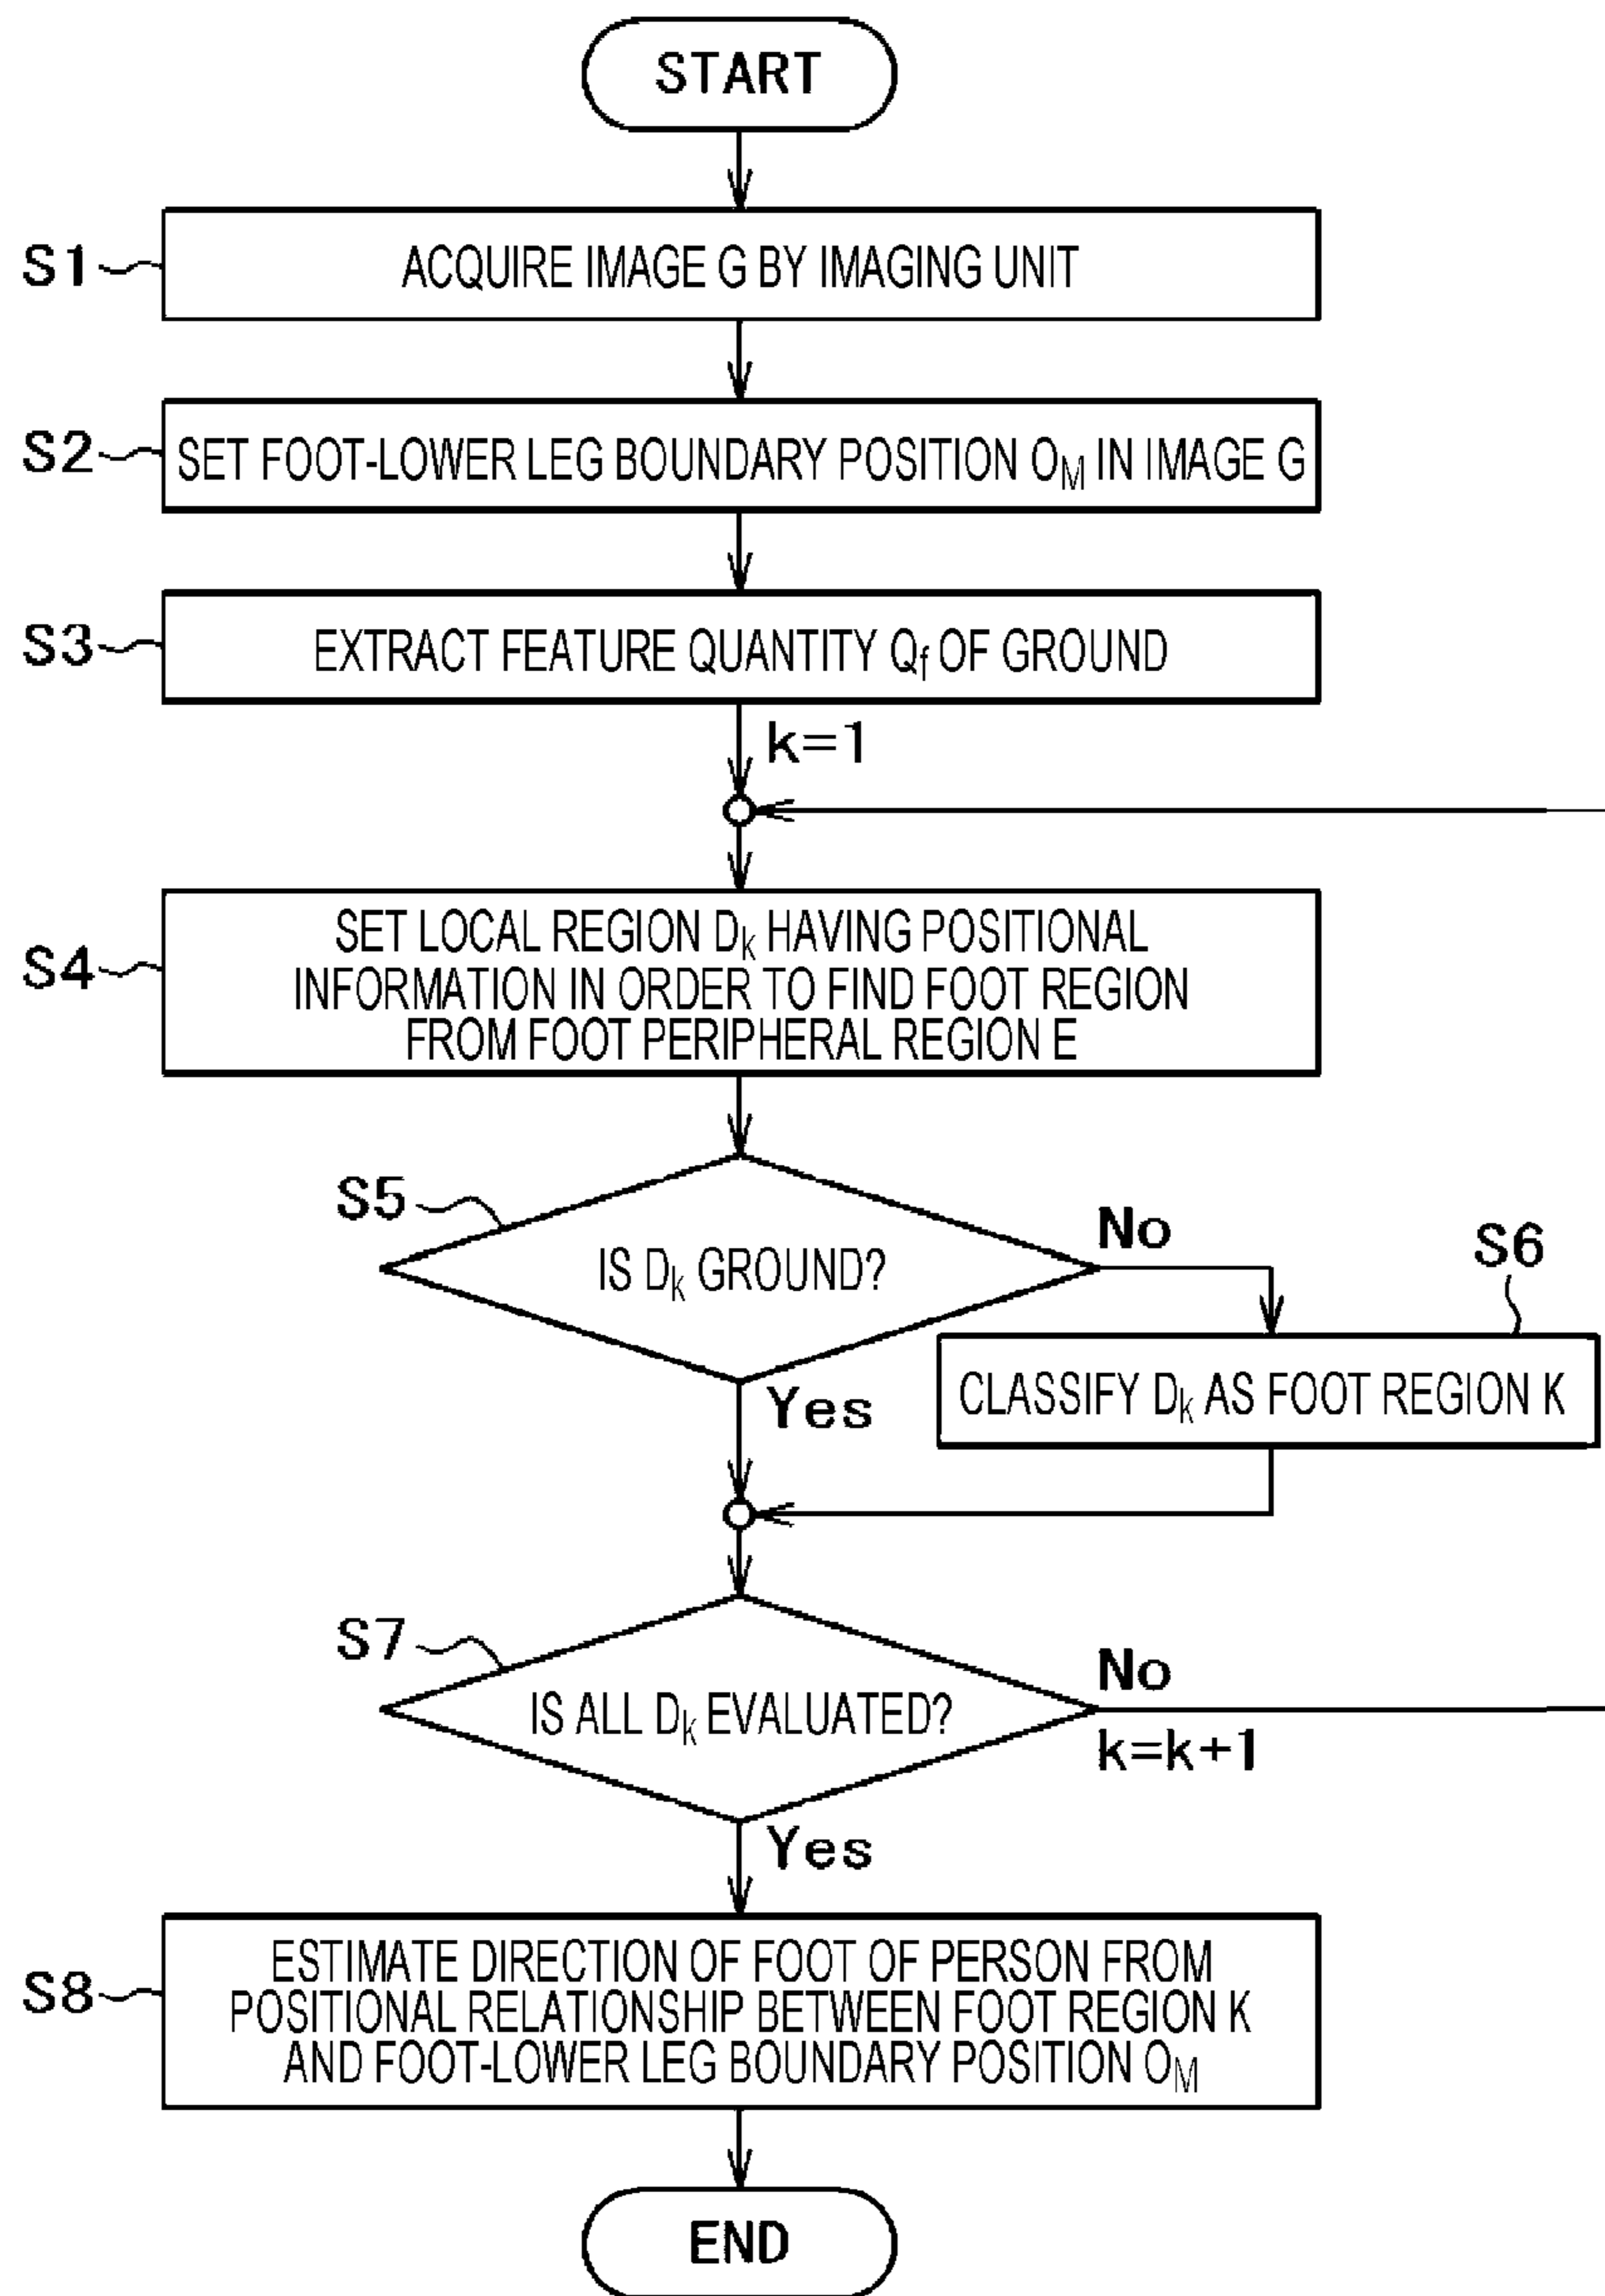 START
S1
ACQUIRE IMAGE G BY IMAGING UNIT
S2
SET FOOT-LOWER LEG BOUNDARY POSITION OM IN IMAGE G
S3
EXTRACT FEATURE QUANTITY Qf OF GROUND
k=1
S4
SET LOCAL REGION Dk HAVING POSITIONAL
INFORMATION IN ORDER TO FIND FOOT REGION
FROM FOOT PERIPHERAL REGION E
S5
IS Dk GROUND?
No
S6
CLASSIFY Dk AS FOOT REGION K
Yes
S7
IS ALL Dk EVALUATED?
No
k=k+1
Yes
S8
ESTIMATE DIRECTION OF FOOT OF PERSON FROM
POSITIONAL RELATIONSHIP BETWEEN FOOT REGION K
AND FOOT-LOWER LEG BOUNDARY POSITION OM
END